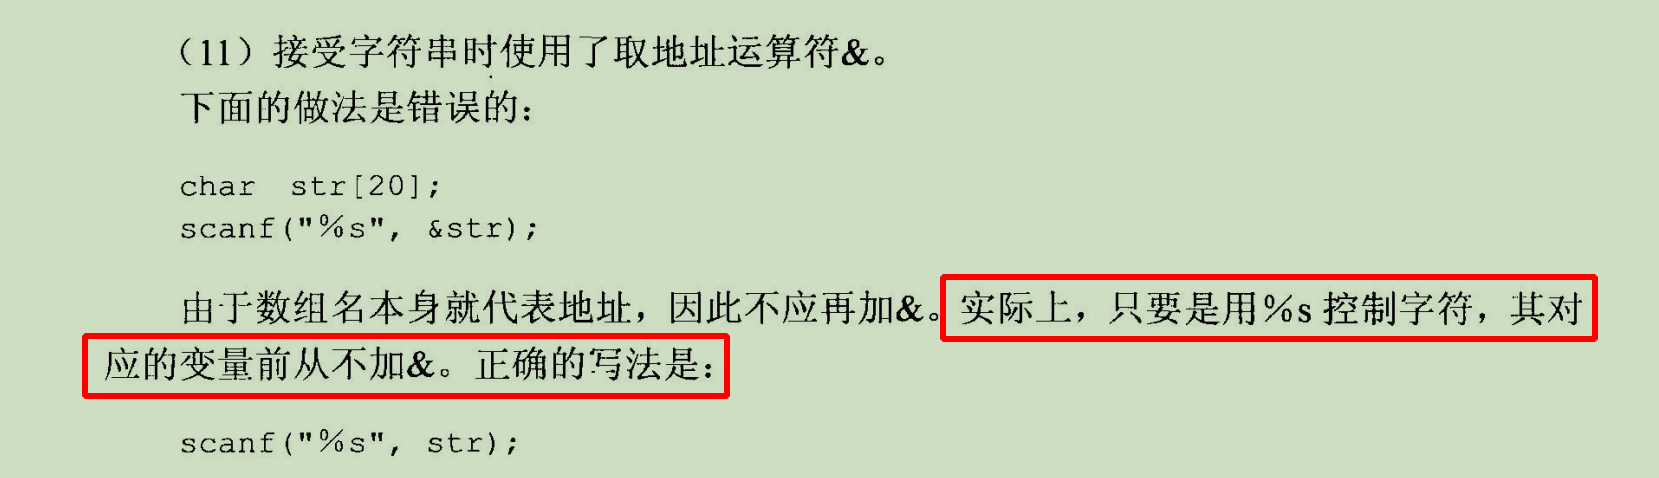 （11）接受字符串时使用了取地址运算符&。
下面的做法是错误的：
char  str[20];
scanf("%s", &str);
由于数组名本身就代表地址，因此不应再加&。实际上，只要是用%s 控制字符，其对
应的变量前从不加&。正确的写法是：
scanf("%s", str);